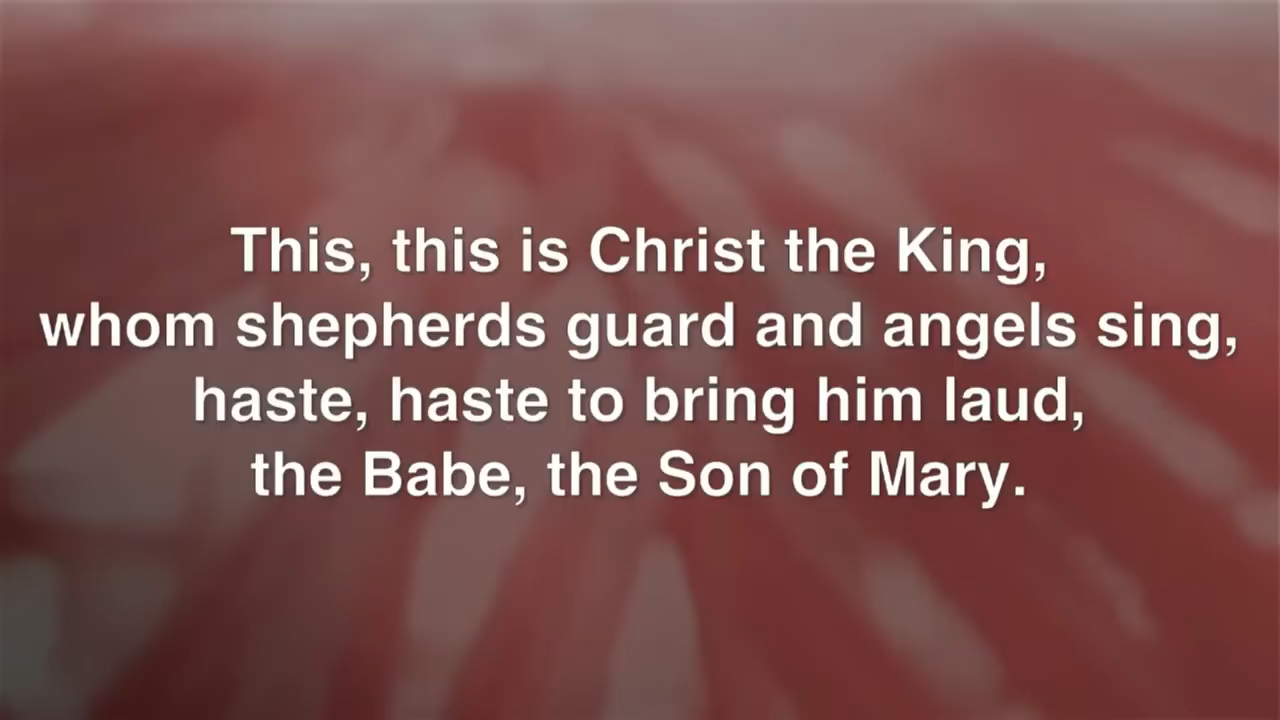 This, this is Christ the King,
whom shepherds guard and angels sing,
haste, haste to bring him laud,
the Babe, the Son of Mary.